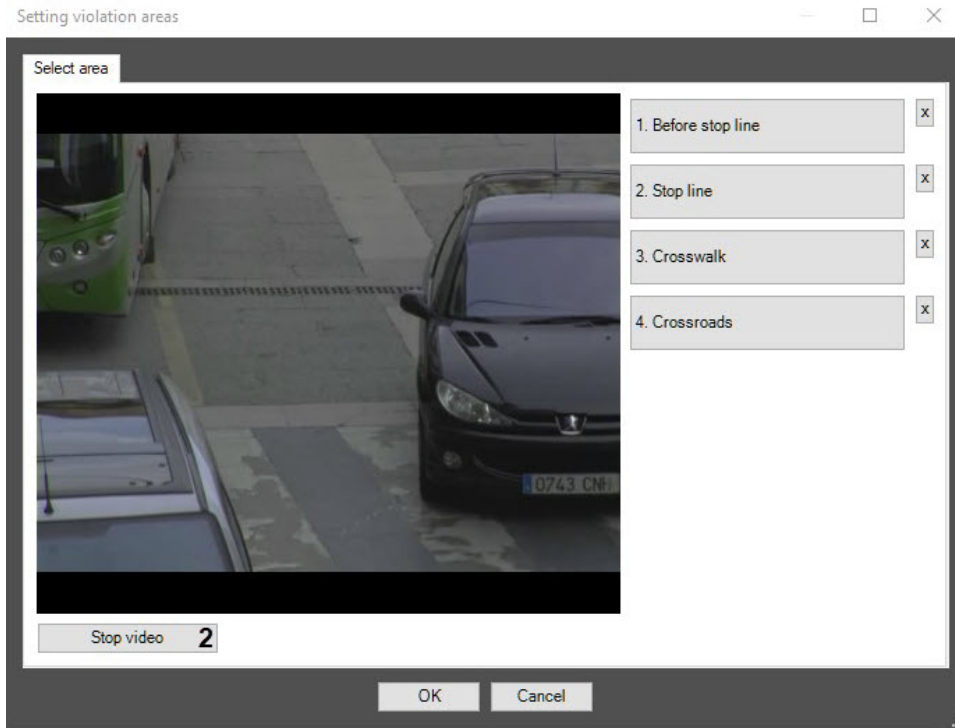 Setting violation areas
Select area
1. Before stop line
x
2. Stop line
x
3. Crosswalk
x
4. Crossroads
x
0743 CNH
Stop video 2
OK
Cancel